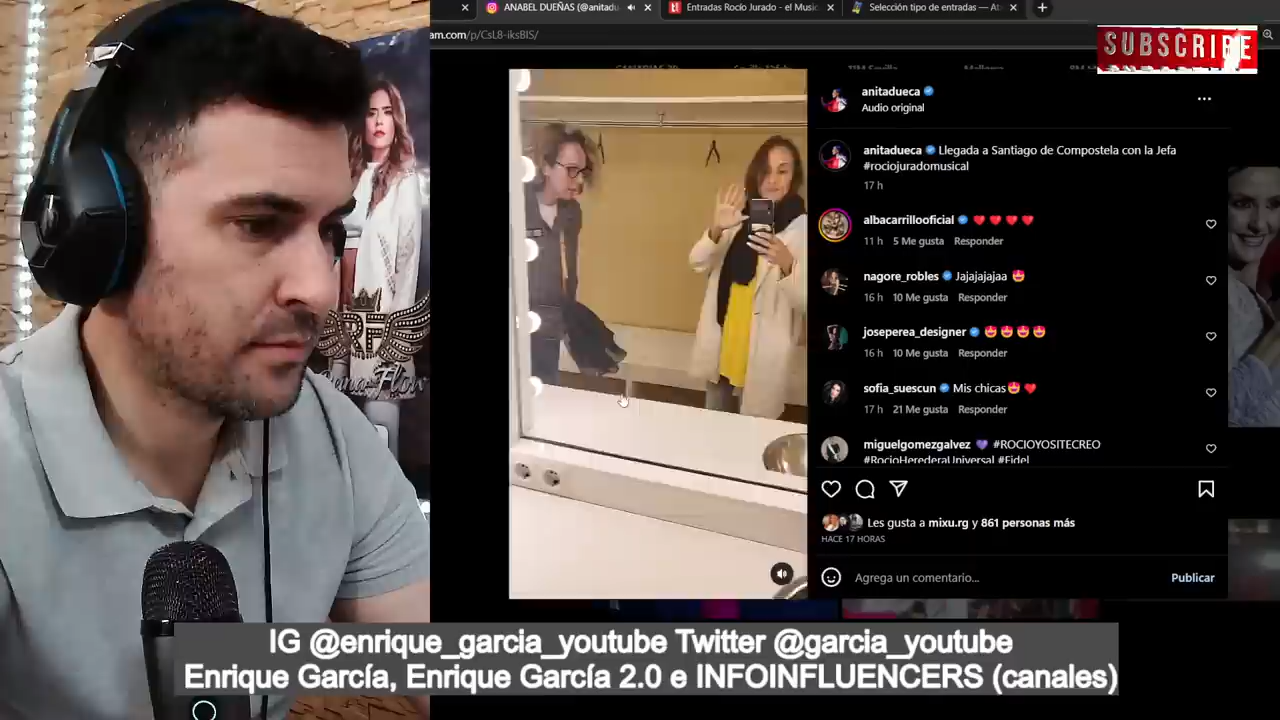 ANABEL DUEÑAS (@anitadu
Entradas Rocío Jurado - el Music
Selección tipo de entradas — At
am.com/p/CsL8-iksBIS/
SUBSCRIBE
anitadueca
Audio original
anitadueca Llegada a Santiago de Compostela con la Jefa
#rociojuradomusical
17 h
albacarrillooficial ❤️❤️❤️❤️
11 h 5 Me gusta Responder
nagore_robles Jajajajajaa 😍
16 h 10 Me gusta Responder
joseperea_designer 😍😍😍😍
16 h 10 Me gusta Responder
sofia_suescun Mis chicas😍❤️
17 h 21 Me gusta Responder
miguelgomezgalvez 💜 #ROCIOYOSITECREO
#RocioHerederaUniversal #Fidel
Les gusta a mixu.rg y 861 personas más
HACE 17 HORAS
Agrega un comentario...
Publicar
RF
Dana-Flow
IG @enrique_garcia_youtube Twitter @garcia_youtube
Enrique García, Enrique García 2.0 e INFOINFLUENCERS (canales)